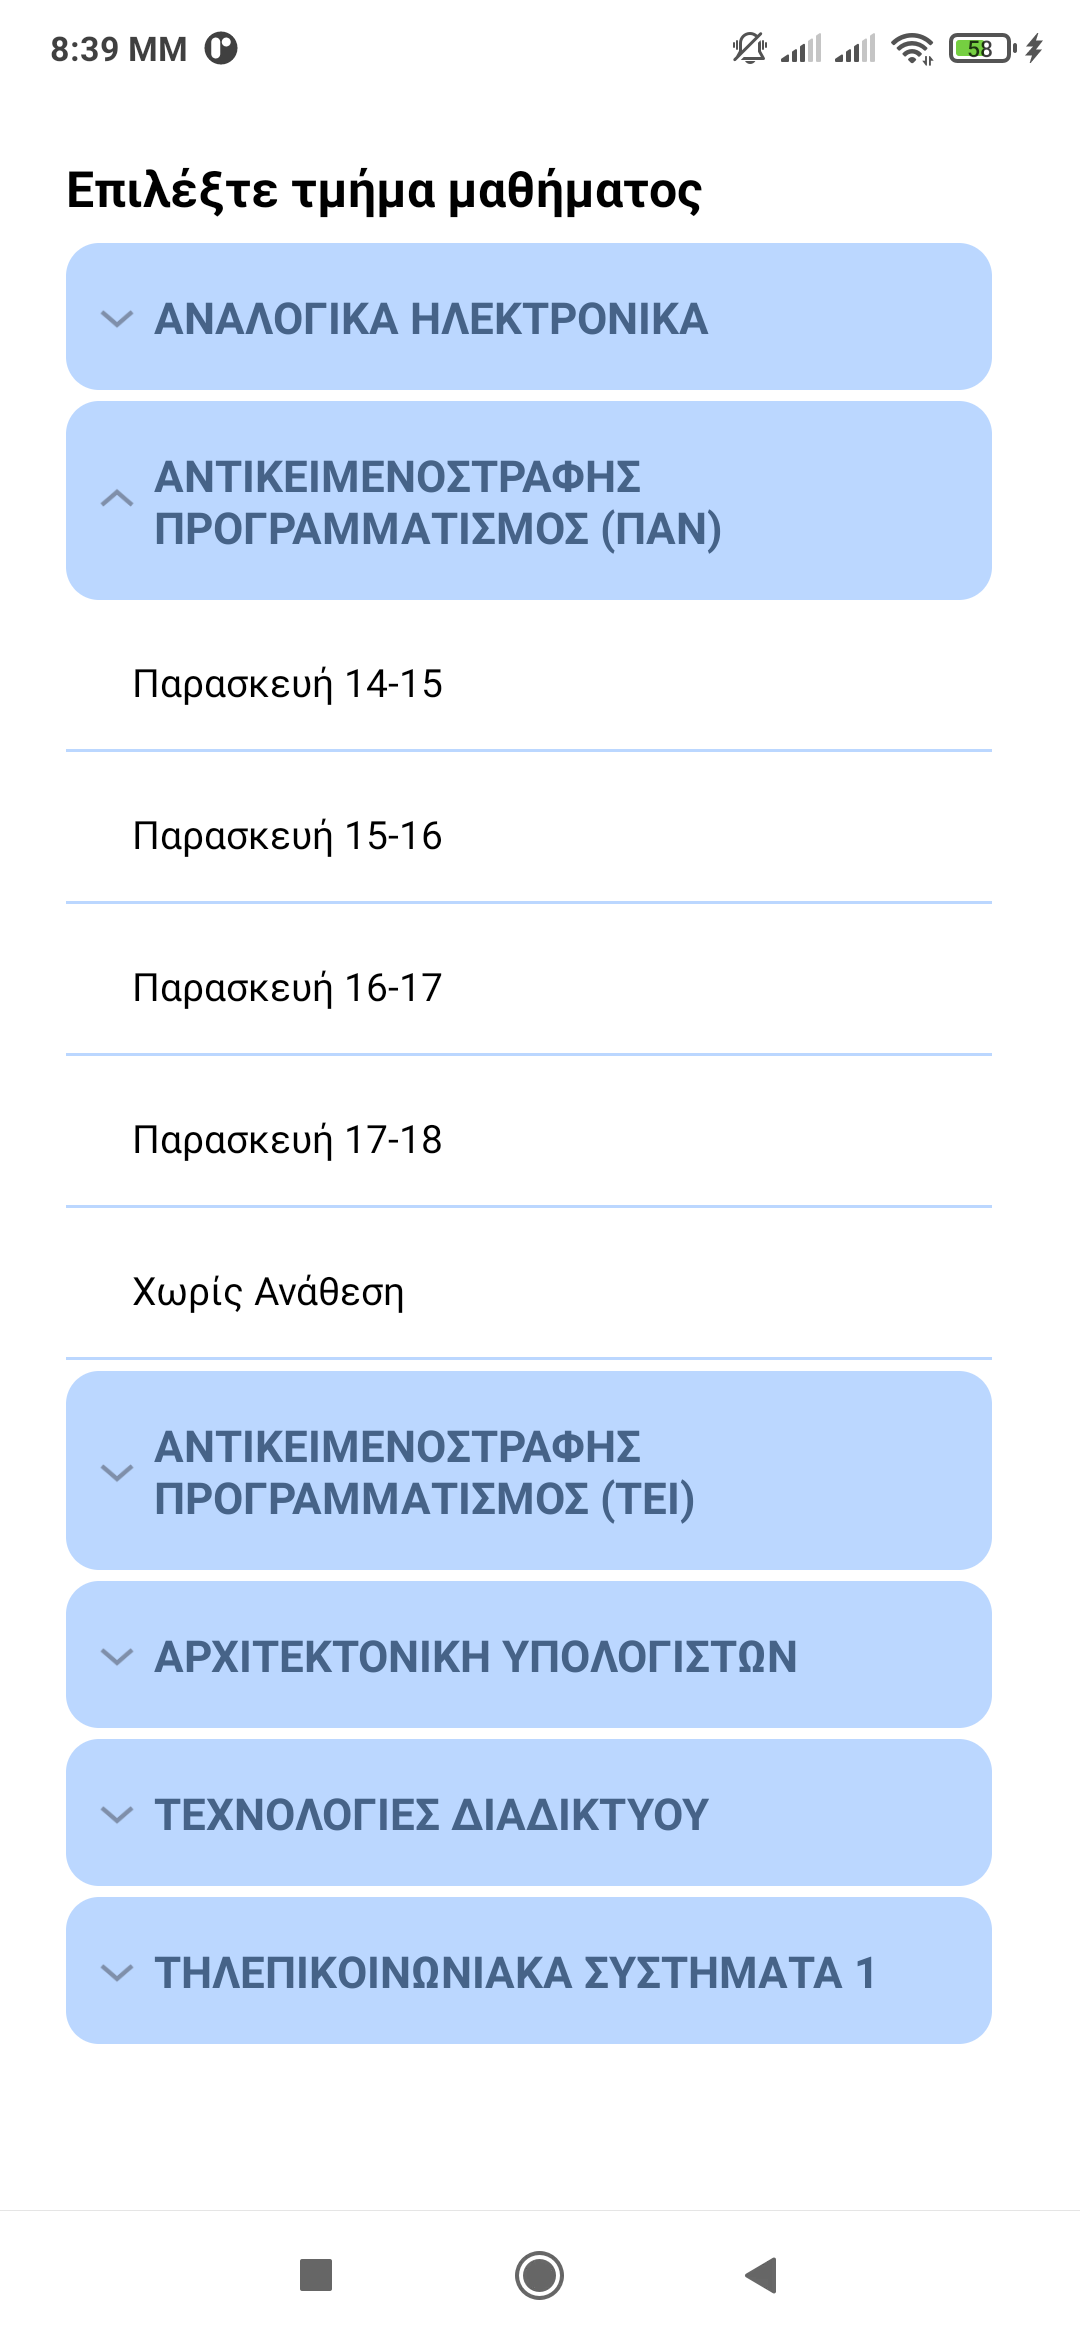 8:39 ΜΜ
58
Επιλέξτε τμήμα μαθήματος
ΑΝΑΛΟΓΙΚΑ ΗΛΕΚΤΡΟΝΙΚΑ
ΑΝΤΙΚΕΙΜΕΝΟΣΤΡΑΦΗΣ
ΠΡΟΓΡΑΜΜΑΤΙΣΜΟΣ (ΠΑΝ)
Παρασκευή 14-15
Παρασκευή 15-16
Παρασκευή 16-17
Παρασκευή 17-18
Χωρίς Ανάθεση
ΑΝΤΙΚΕΙΜΕΝΟΣΤΡΑΦΗΣ
ΠΡΟΓΡΑΜΜΑΤΙΣΜΟΣ (ΤΕΙ)
ΑΡΧΙΤΕΚΤΟΝΙΚΗ ΥΠΟΛΟΓΙΣΤΩΝ
ΤΕΧΝΟΛΟΓΙΕΣ ΔΙΑΔΙΚΤΥΟΥ
ΤΗΛΕΠΙΚΟΙΝΩΝΙΑΚΑ ΣΥΣΤΗΜΑΤΑ 1